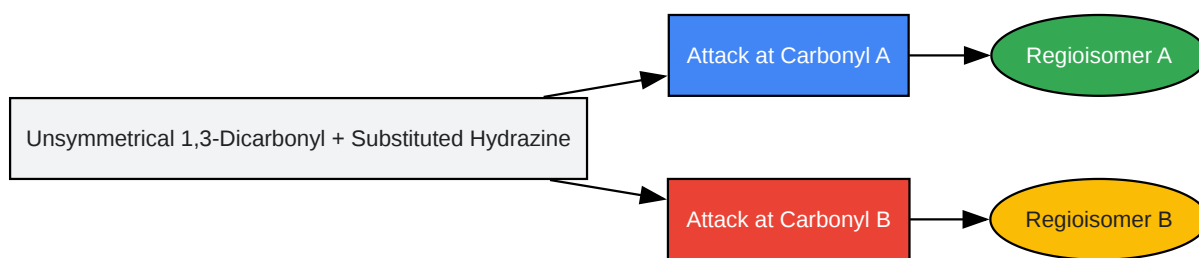 Attack at Carbonyl A
Regioisomer A
Unsymmetrical 1,3-Dicarbonyl + Substituted Hydrazine
Attack at Carbonyl B
Regioisomer B